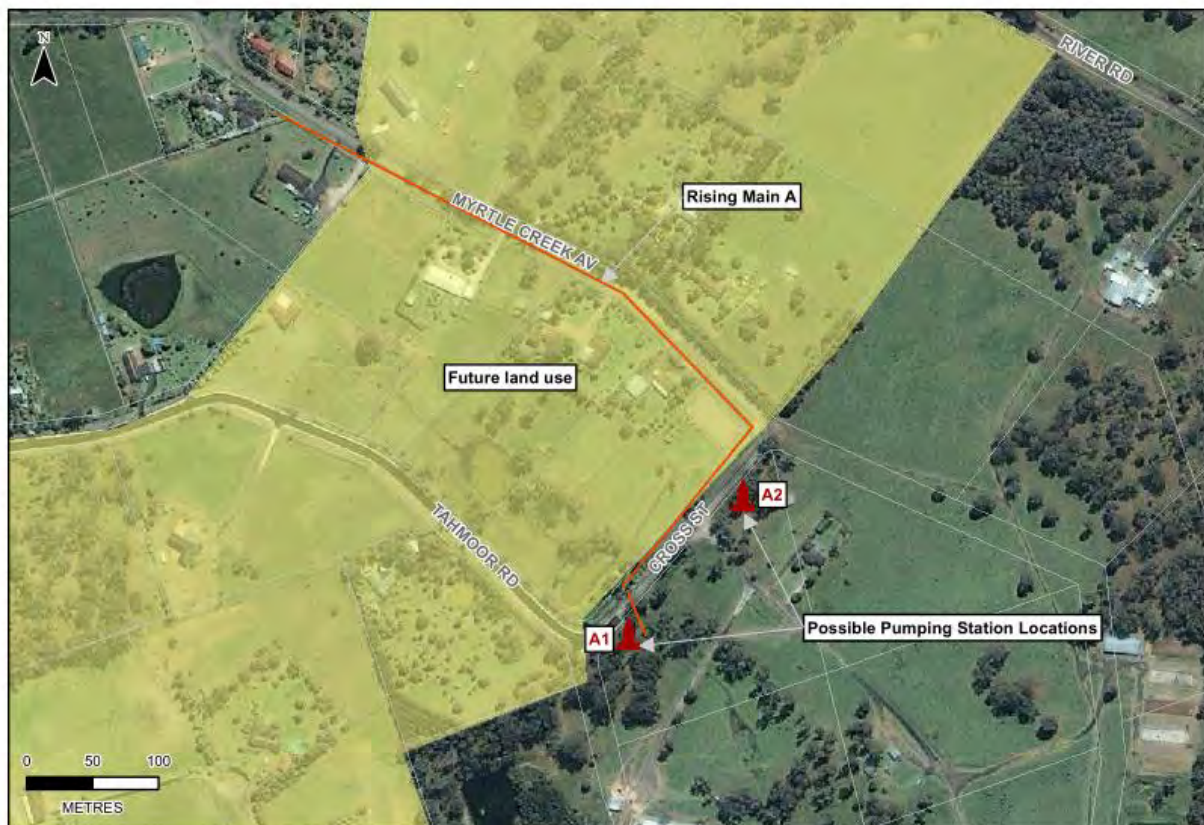 N
RIVER RD
Rising Main A
MYRTLE CREEK AV
Future land use
A2
CROSS ST
TAHMOOR RD
Possible Pumping Station Locations
A1
0 50 100
METRES